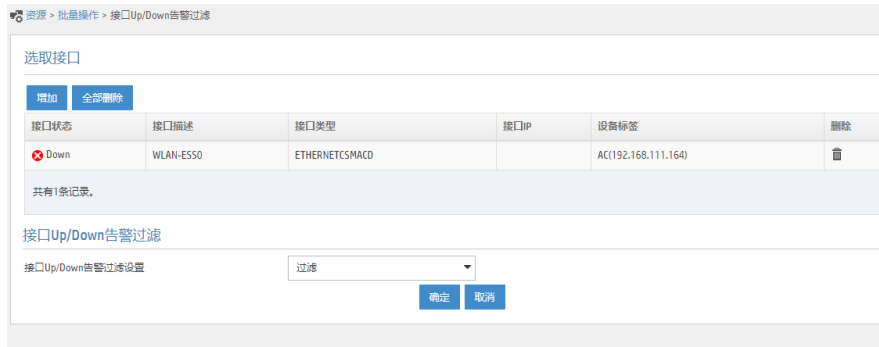 资源 > 批量操作 > 接口Up/Down告警过滤
选取接口
增加 全部删除
接口状态 接口描述 接口类型 接口IP 设备标签 删除
Down WLAN-ESS0 ETHERNETCSMACD AC(192.168.111.164)
共有1条记录。
接口Up/Down告警过滤
接口Up/Down告警过滤设置 过滤
确定 取消